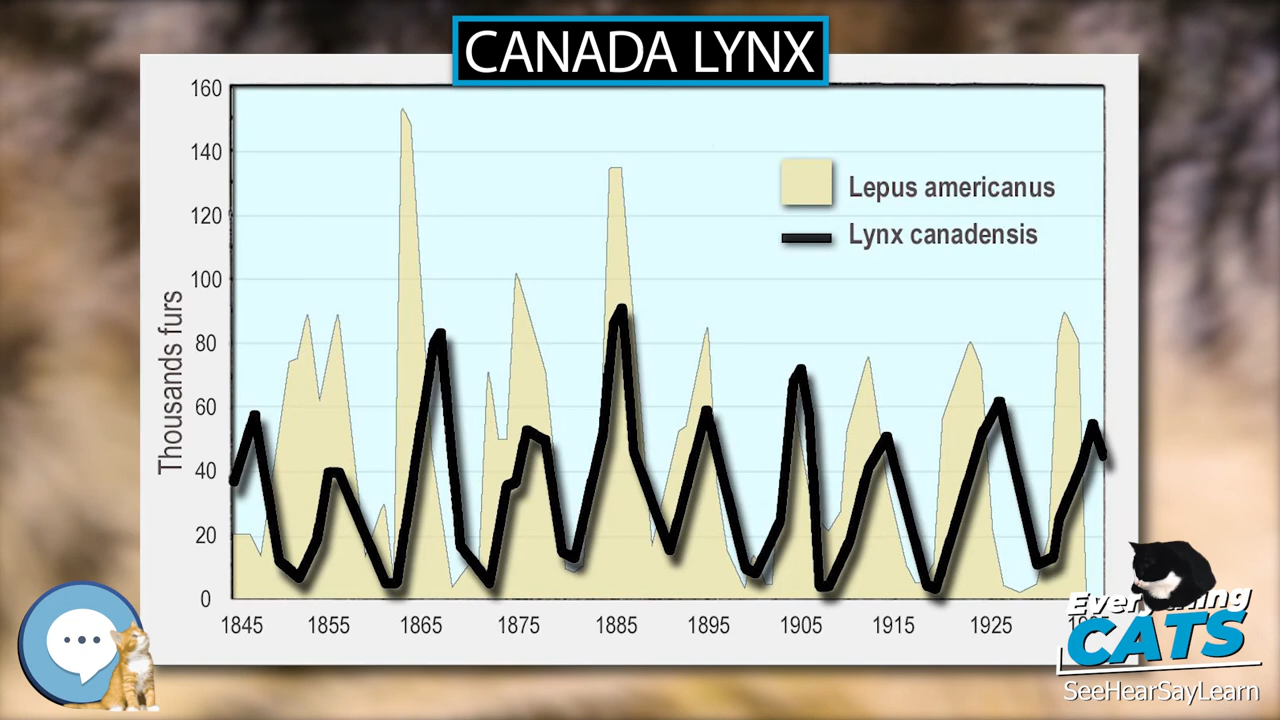 CANADA LYNX
160
140
120
100
80
60
40
20
0
Thousands furs
Lepus americanus
Lynx canadensis
1845 1855 1865 1875 1885 1895 1905 1915 1925
CATS
SeeHearSayLearn